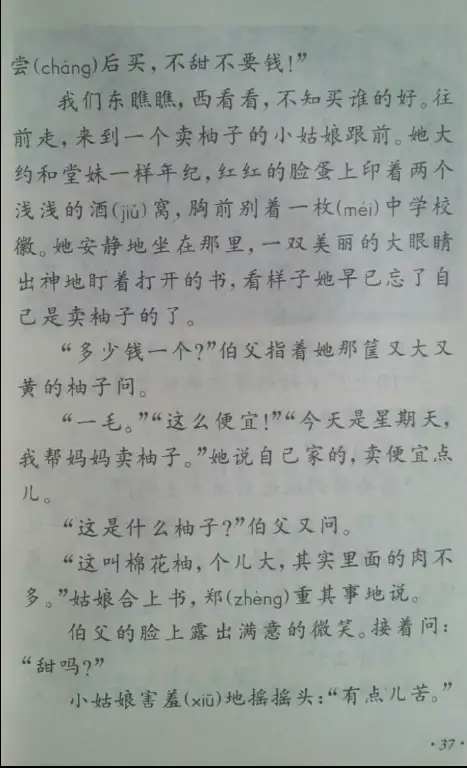 尝(cháng)后买，不甜不要钱！”
我们东瞧瞧，西看看，不知买谁的好。往
前走，来到一个卖柚子的小姑娘跟前。她大
约和堂妹一样年纪，红红的脸蛋上印着两个
浅浅的酒(jiǔ)窝，胸前别着一枚(méi)中学校
徽。她安静地坐在那里，一双美丽的大眼睛
出神地盯着打开的书，看样子她早已忘了自
己是卖柚子的了。
“多少钱一个？”伯父指着她那筐又大又
黄的柚子问。
“一毛。”“这么便宜！”“今天是星期天，
我帮妈妈卖柚子。”她说自己家的，卖便宜点
儿。
“这是什么柚子？”伯父又问。
“这叫棉花柚，个儿大，其实里面的肉不
多。”姑娘合上书，郑(zhèng)重其事地说。
伯父的脸上露出满意的微笑。接着问：
“甜吗？”
小姑娘害羞(xiū)地摇摇头：“有点儿苦。”
·37·